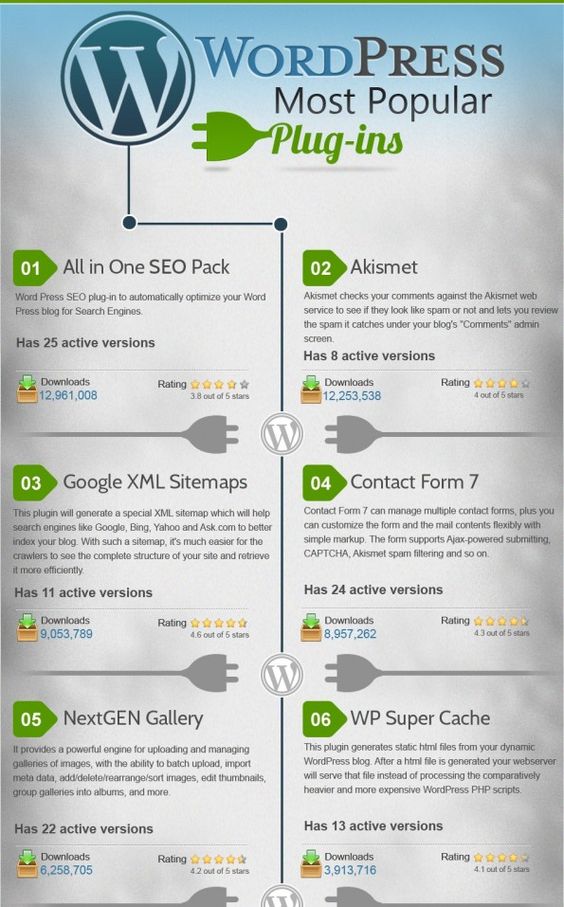 WORDPRESS
Most Popular
Plug-ins
01 All in One SEO Pack
Word Press SEO plug-in to automatically optimize your Word
Press blog for Search Engines.
Has 25 active versions
Downloads
12,961,008
Rating
3.8 out of 5 stars
02 Akismet
Akismet checks your comments against the Akismet web
service to see if they look like spam or not and lets you review
the spam it catches under your blog's "Comments" admin
screen.
Has 8 active versions
Downloads
12,253,538
Rating
4 out of 5 stars
03 Google XML Sitemaps
This plugin will generate a special XML sitemap which will help
search engines like Google, Bing, Yahoo and Ask.com to better
index your blog. With such a sitemap, it's much easier for the
crawlers to see the complete structure of your site and retrieve
it more efficiently.
Has 11 active versions
Downloads
9,053,789
Rating
4.6 out of 5 stars
04 Contact Form 7
Contact Form 7 can manage multiple contact forms, plus you
can customize the form and the mail contents flexibly with
simple markup. The form supports Ajax-powered submitting,
CAPTCHA, Akismet spam filtering and so on.
Has 24 active versions
Downloads
8,957,262
Rating
4.3 out of 5 stars
05 NextGEN Gallery
It provides a powerful engine for uploading and managing
galleries of images, with the ability to batch upload, import
meta data, add/delete/rearrange/sort images, edit thumbnails,
group galleries into albums, and more.
Has 22 active versions
Downloads
6,258,705
Rating
4.2 out of 5 stars
06 WP Super Cache
This plugin generates static html files from your dynamic
WordPress blog. After a html file is generated your webserver
will serve that file instead of processing the comparatively
heavier and more expensive WordPress PHP scripts.
Has 13 active versions
Downloads
3,913,716
Rating
4.1 out of 5 stars